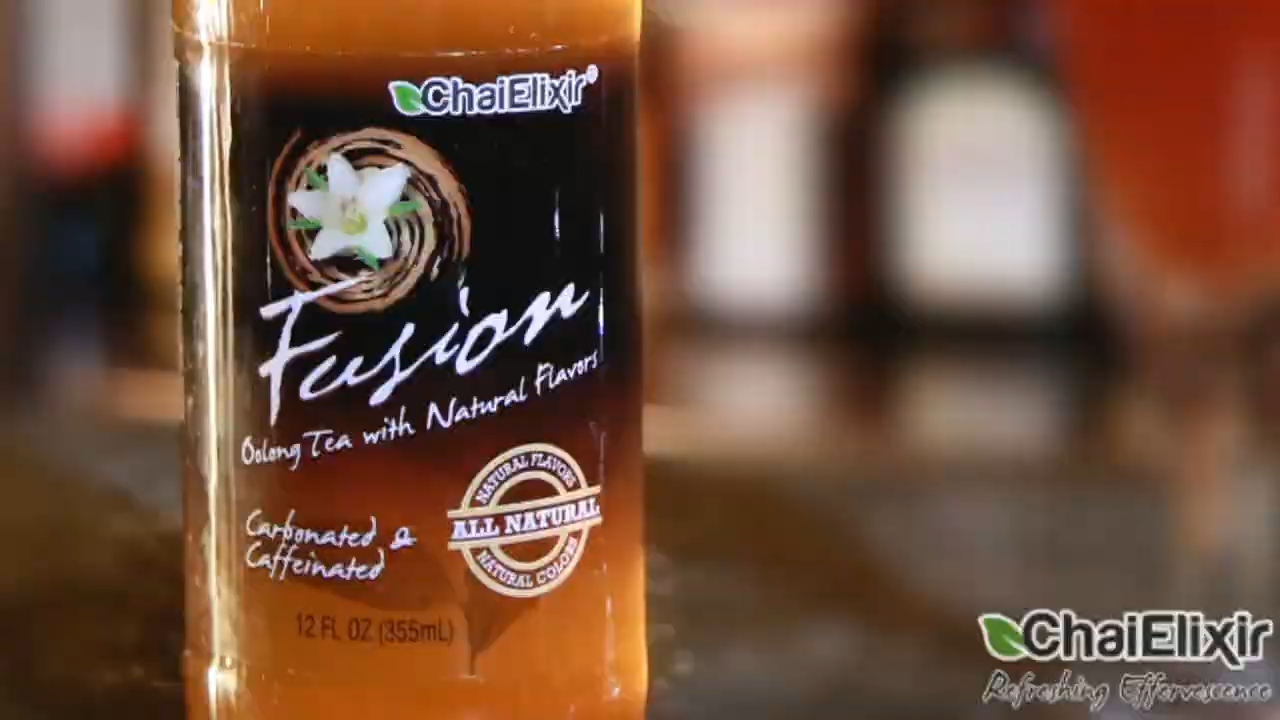 ChaiElixir®
Fusion
Oolong Tea with Natural Flavors
NATURAL FLAVORS
ALL NATURAL
NATURAL COLORS
Carbonated &
Caffeinated
12 FL OZ (355mL)
ChaiElixir
Refreshing Effervescence